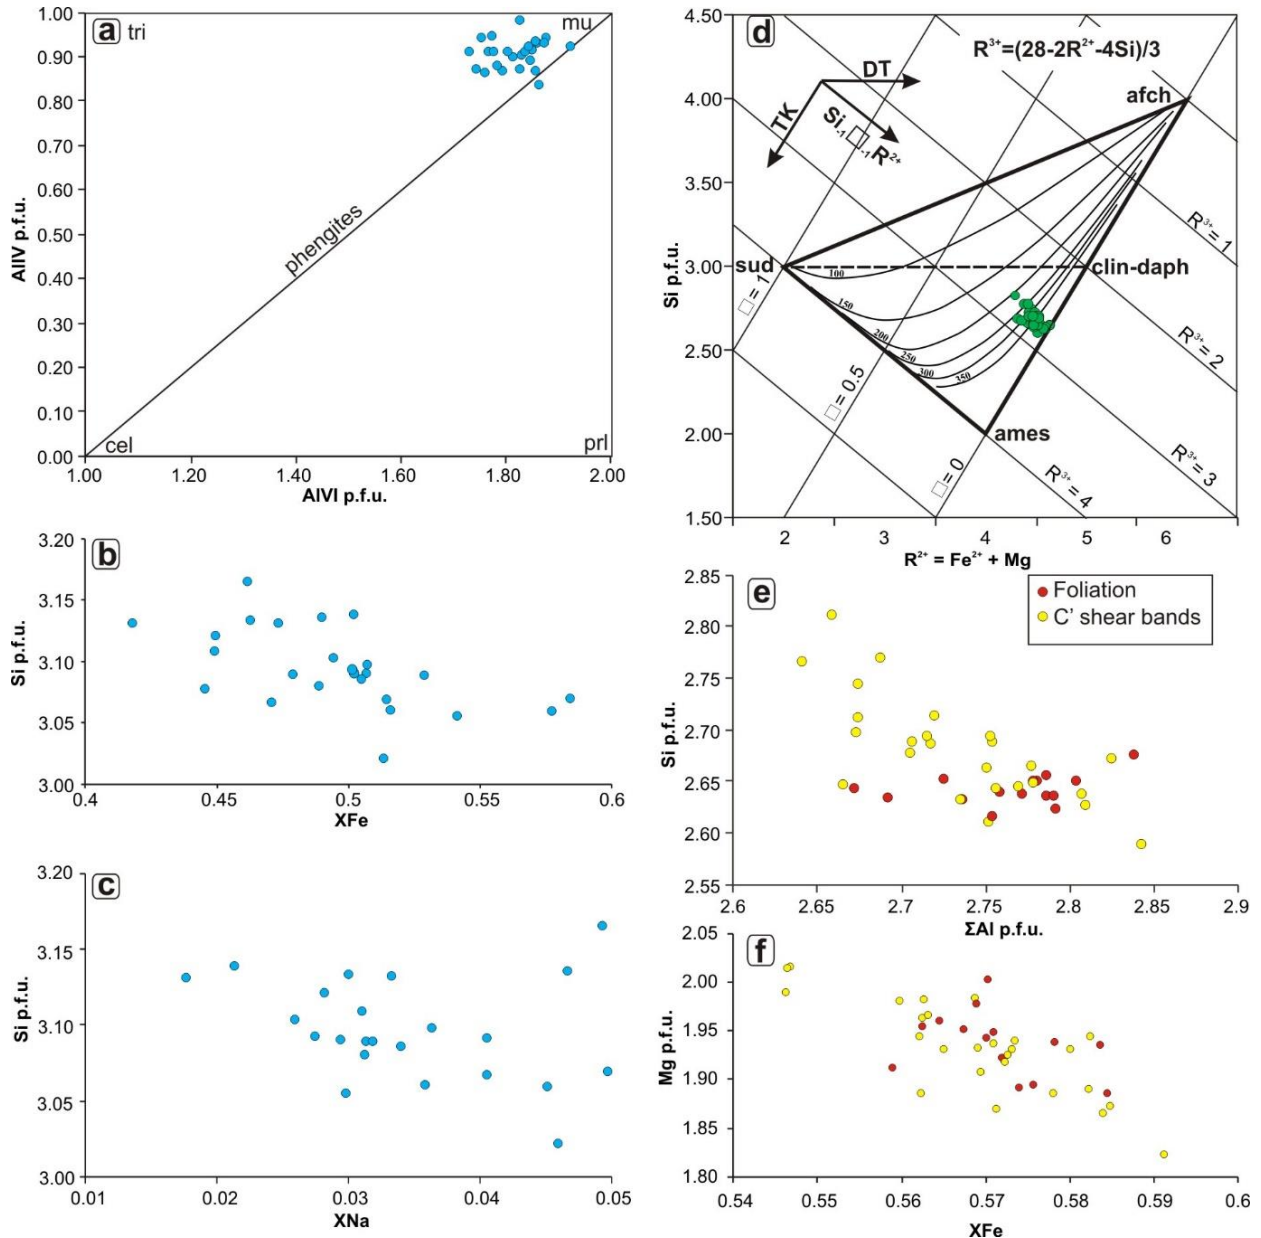 a
tri
mu
1.00
0.90
0.80
0.70
0.60
0.50
0.40
0.30
0.20
0.10
0.00
AlIV p.f.u.
phengites
cel
prl
1.00
1.20
1.40
1.60
1.80
2.00
AlVI p.f.u.
b
3.20
3.15
3.10
3.05
3.00
Si p.f.u.
0.4
0.45
0.5
0.55
0.6
XFe
c
3.20
3.15
3.10
3.05
3.00
Si p.f.u.
0.01
0.02
0.03
0.04
0.05
XNa
d
R³⁺=(28-2R²⁺-4Si)/3
4.50
4.00
3.50
3.00
2.50
2.00
1.50
Si p.f.u.
DT
TK
Si₋₁□₋₁R²⁺
afch
sud
clin-daph
ames
100
150
200
250
300
350
□= 1
□= 0.5
□= 0
R³⁺= 1
R³⁺= 2
R³⁺= 3
R³⁺= 4
2
3
4
5
6
R²⁺ = Fe²⁺ + Mg
e
Foliation
C' shear bands
2.85
2.80
2.75
2.70
2.65
2.60
2.55
Si p.f.u.
2.6
2.65
2.7
2.75
2.8
2.85
2.9
ΣAl p.f.u.
f
2.05
2.00
1.95
1.90
1.85
1.80
Mg p.f.u.
0.54
0.55
0.56
0.57
0.58
0.59
0.6
XFe